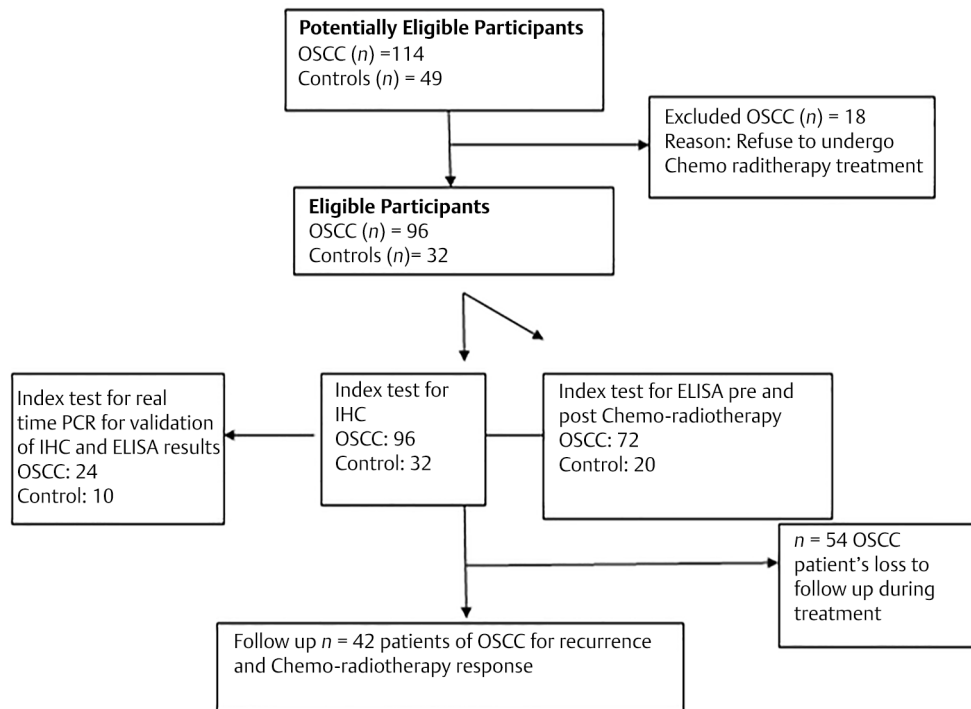 Potentially Eligible Participants
OSCC (n) =114
Controls (n) = 49
Excluded OSCC (n) = 18
Reason: Refuse to undergo
Chemo raditherapy treatment
Eligible Participants
OSCC (n) = 96
Controls (n)= 32
Index test for real
time PCR for validation
of IHC and ELISA results
OSCC: 24
Control: 10
Index test for
IHC
OSCC: 96
Control: 32
Index test for ELISA pre and
post Chemo-radiotherapy
OSCC: 72
Control: 20
n = 54 OSCC
patient's loss to
follow up during
treatment
Follow up n = 42 patients of OSCC for recurrence
and Chemo-radiotherapy response